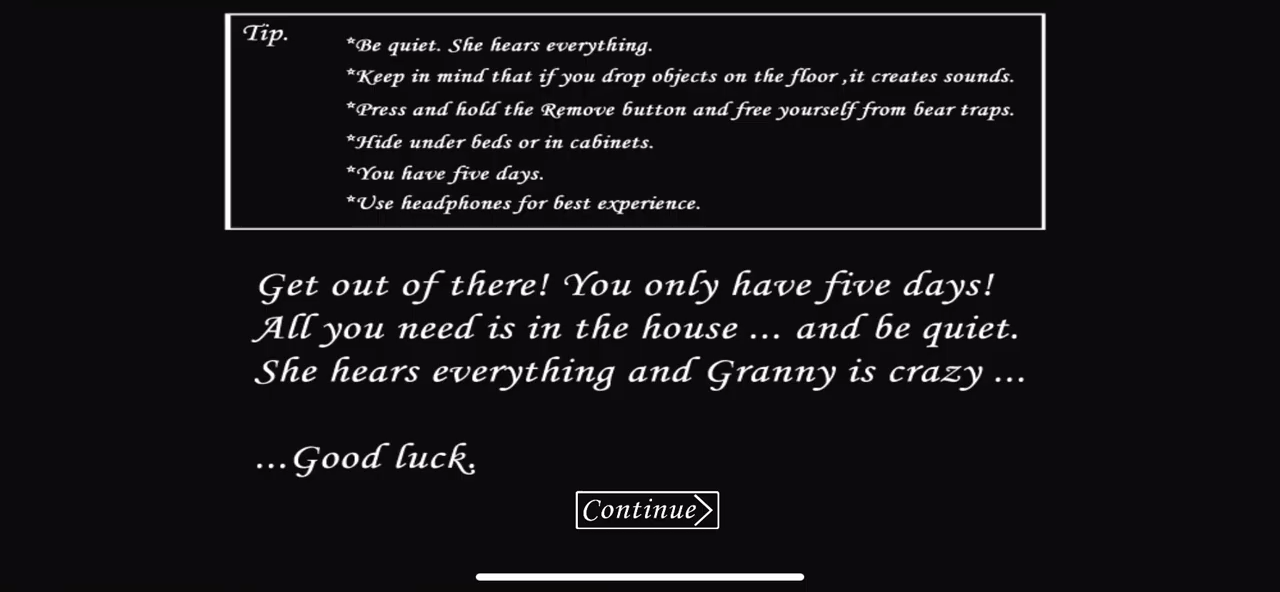 Tip.
*Be quiet. She hears everything.
*Keep in mind that if you drop objects on the floor ,it creates sounds.
*Press and hold the Remove button and free yourself from bear traps.
*Hide under beds or in cabinets.
*You have five days.
*Use headphones for best experience.
Get out of there! You only have five days!
All you need is in the house ... and be quiet.
She hears everything and Granny is crazy ...
...Good luck.
Continue>